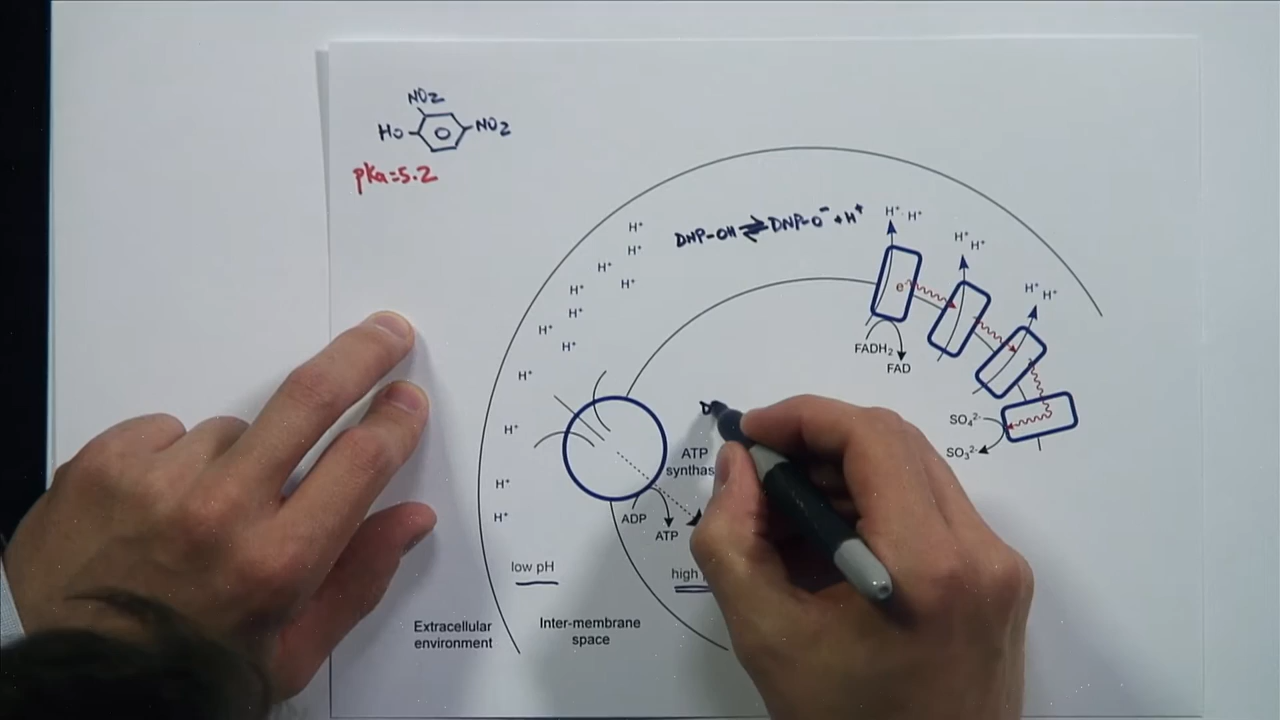 NO2
HO NO2
pKa=5.2
DNP-OH ⇌ DNP-O⁻ + H⁺
H⁺ H⁺
H⁺
H⁺ H⁺
H⁺
H⁺
H⁺
H⁺ H⁺
H⁺
H⁺
H⁺
H⁺
e⁻
FADH₂
FAD
H⁺
D
SO₄²⁻
H⁺
SO₃²⁻
ATP
H⁺
H⁺
ADP
ATP
low pH
high
Extracellular
environment
Inter-membrane
space